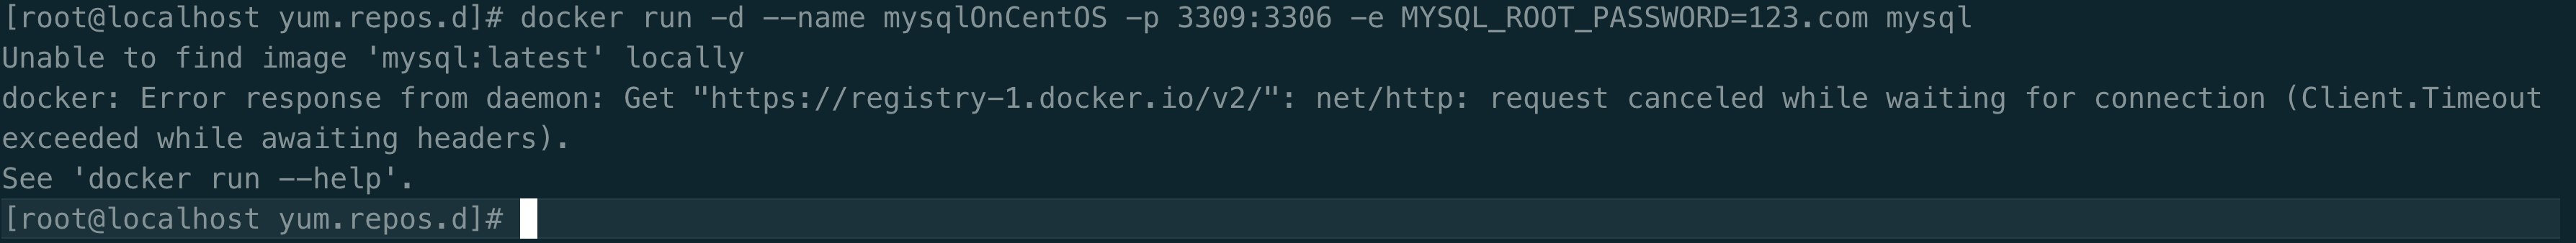 [root@localhost yum.repos.d]# docker run -d --name mysqlOnCentOS -p 3309:3306 -e MYSQL_ROOT_PASSWORD=123.com mysql
Unable to find image 'mysql:latest' locally
docker: Error response from daemon: Get "https://registry-1.docker.io/v2/": net/http: request canceled while waiting for connection (Client.Timeout
exceeded while awaiting headers).
See 'docker run --help'.
[root@localhost yum.repos.d]#